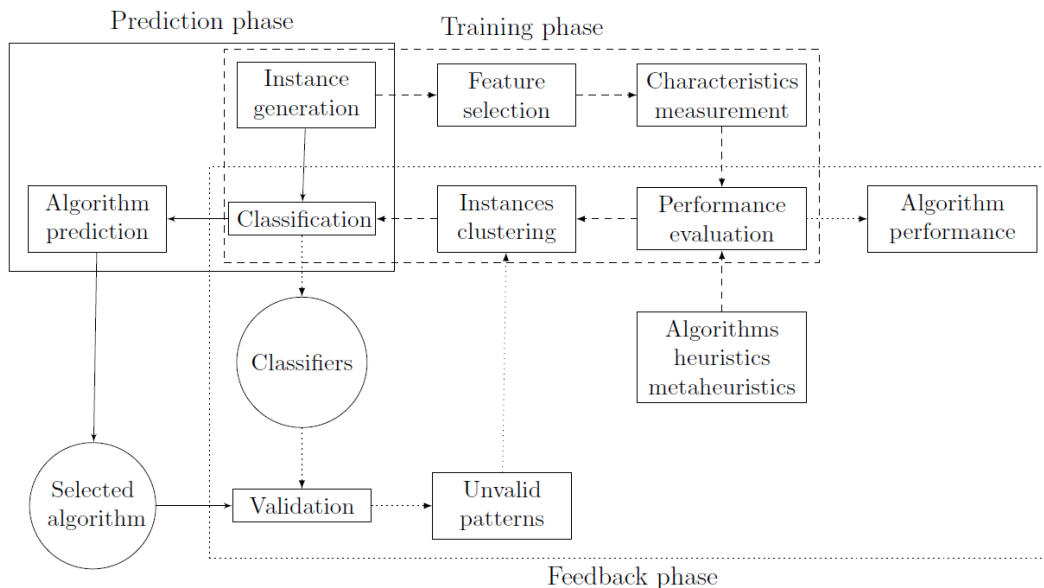 Prediction phase
Training phase
Instance
generation
Feature
selection
Characteristics
measurement
Algorithm
prediction
Classification
Instances
clustering
Performance
evaluation
Algorithm
performance
Classifiers
Algorithms
heuristics
metaheuristics
Selected
algorithm
Validation
Unvalid
patterns
Feedback phase